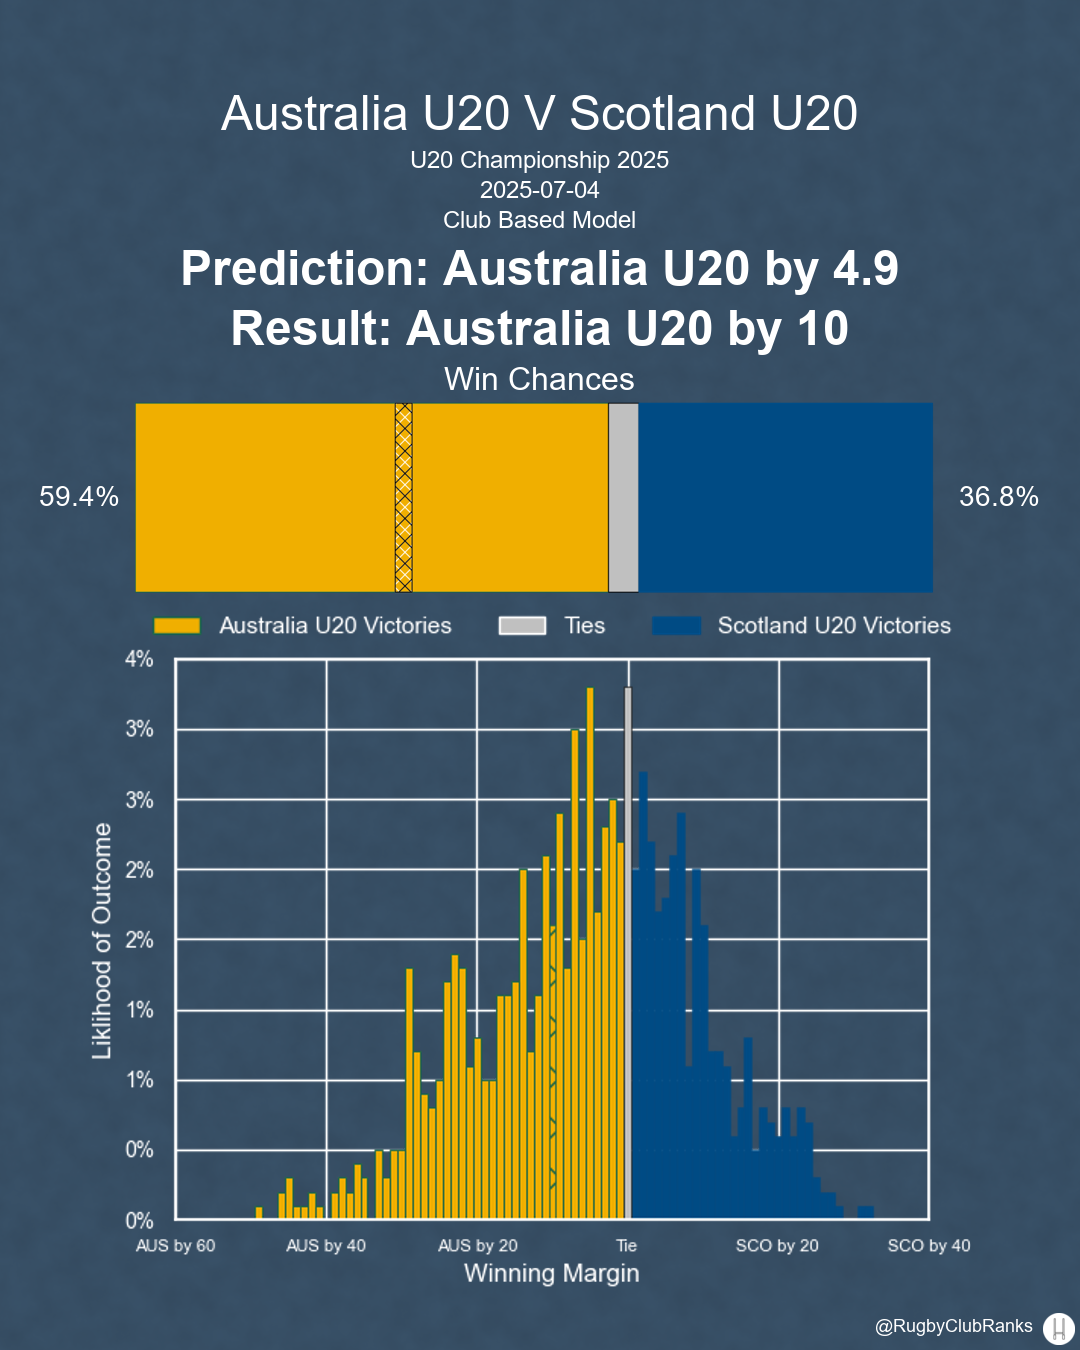 Australia U20 V Scotland U20
U20 Championship 2025
2025-07-04
Club Based Model
Prediction: Australia U20 by 4.9
Result: Australia U20 by 10
Win Chances
59.4%
36.8%
Australia U20 Victories
Ties
Scotland U20 Victories
4%
3%
3%
2%
2%
1%
1%
0%
0%
Liklihood of Outcome
AUS by 60
AUS by 40
AUS by 20
Tie
SCO by 20
SCO by 40
Winning Margin
@RugbyClubRanks